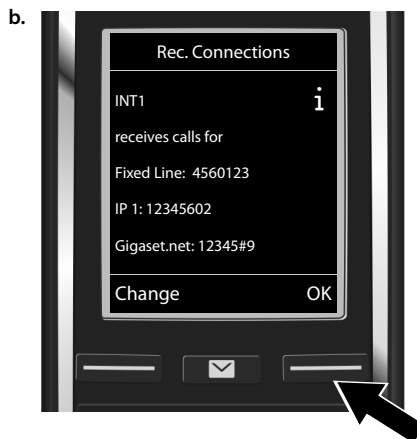 b.
Rec. Connections
INT1 i
receives calls for
Fixed Line: 4560123
IP 1: 12345602
Gigaset.net: 12345#9
Change OK